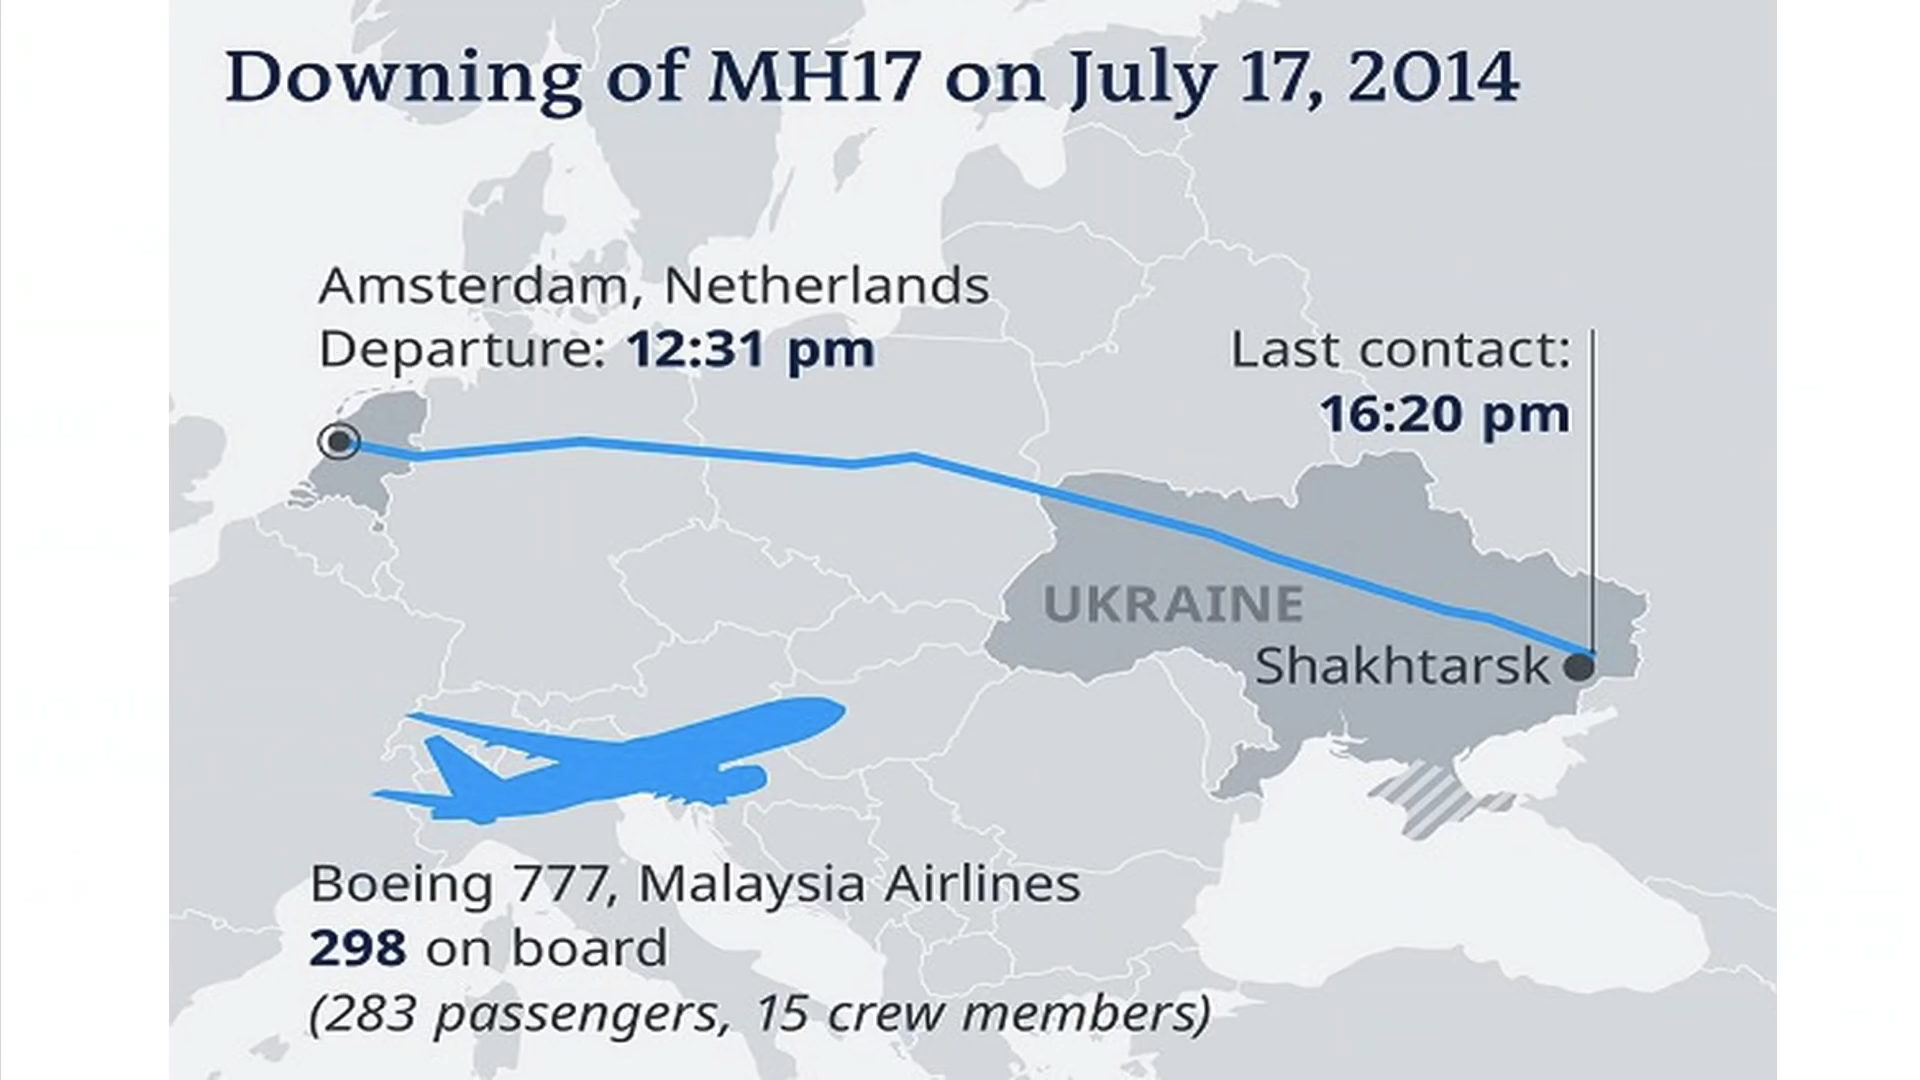 Downing of MH17 on July 17, 2014
Amsterdam, Netherlands
Departure: 12:31 pm
Last contact:
16:20 pm
UKRAINE
Shakhtarsk
Boeing 777, Malaysia Airlines
298 on board
(283 passengers, 15 crew members)